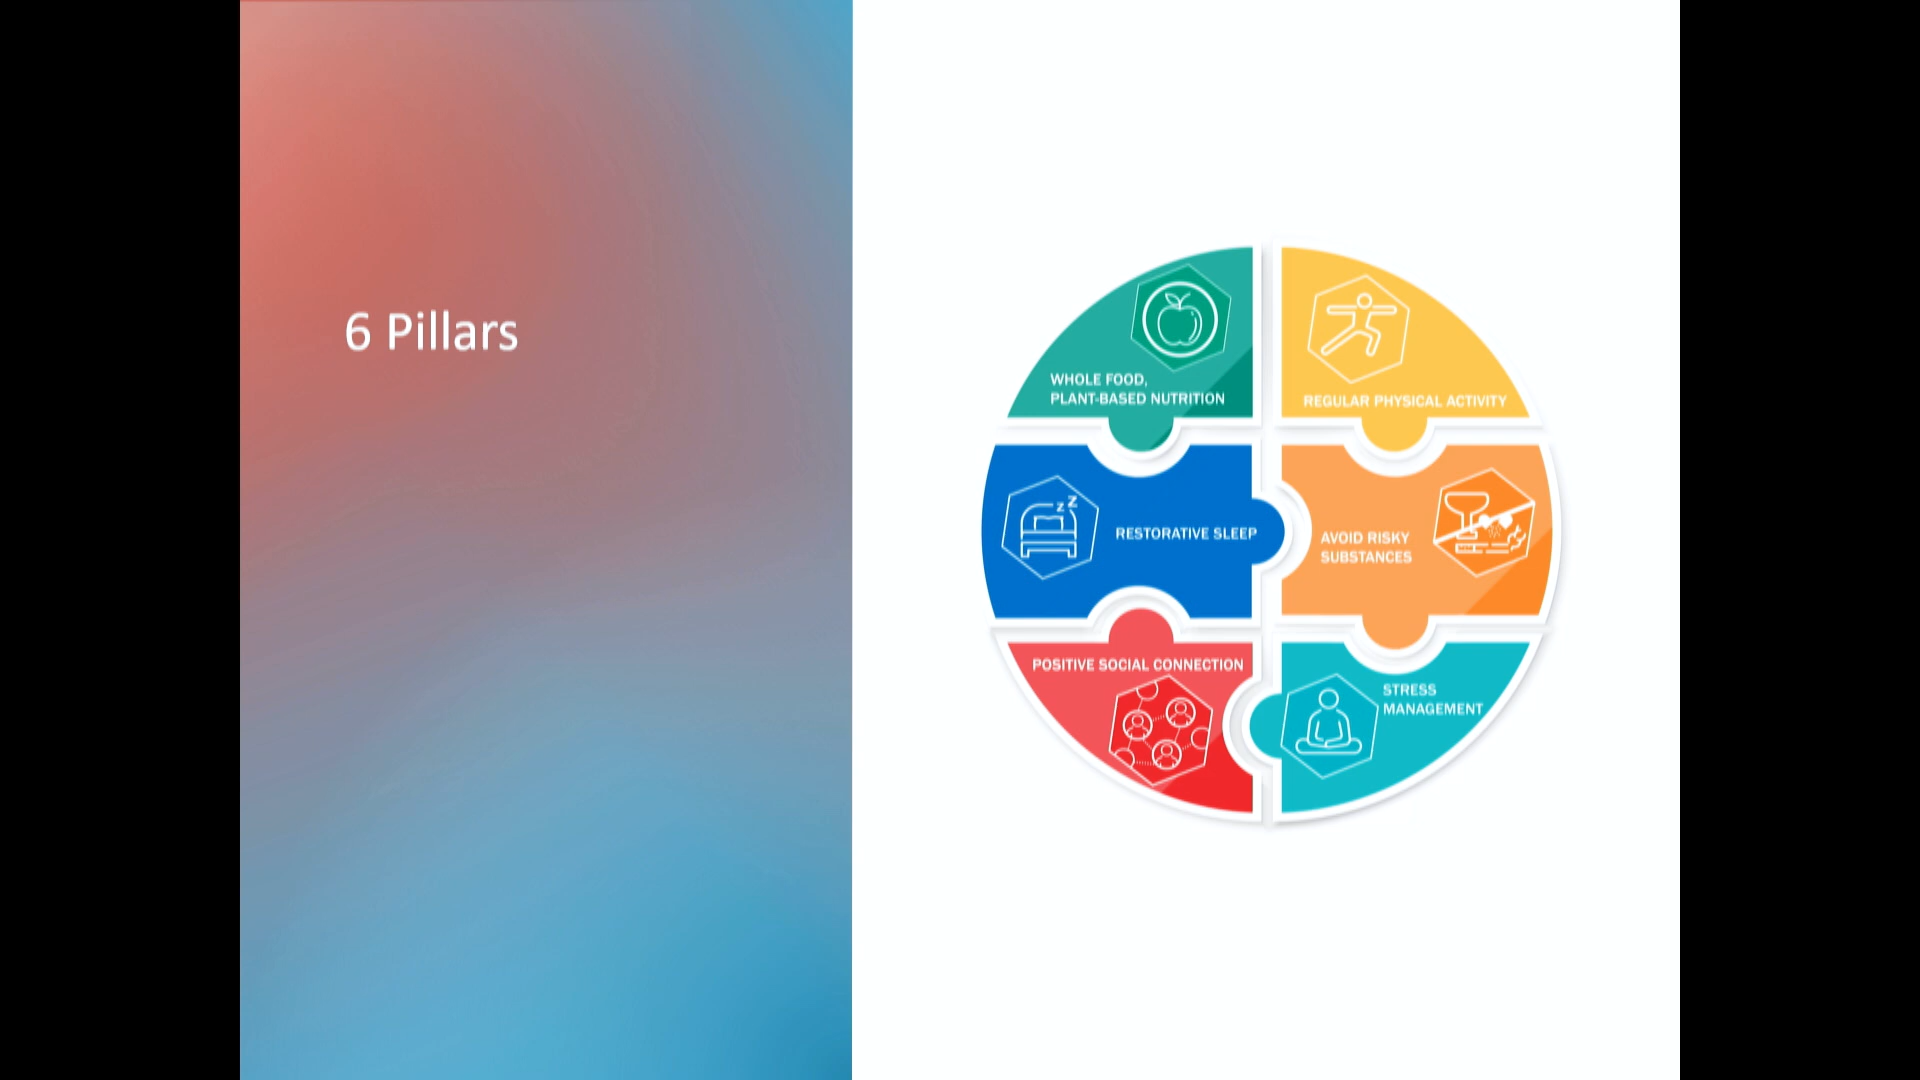 6 Pillars
WHOLE FOOD,
PLANT-BASED NUTRITION
REGULAR PHYSICAL ACTIVITY
Z Z
RESTORATIVE SLEEP
AVOID RISKY
SUBSTANCES
POSITIVE SOCIAL CONNECTION
STRESS
MANAGEMENT